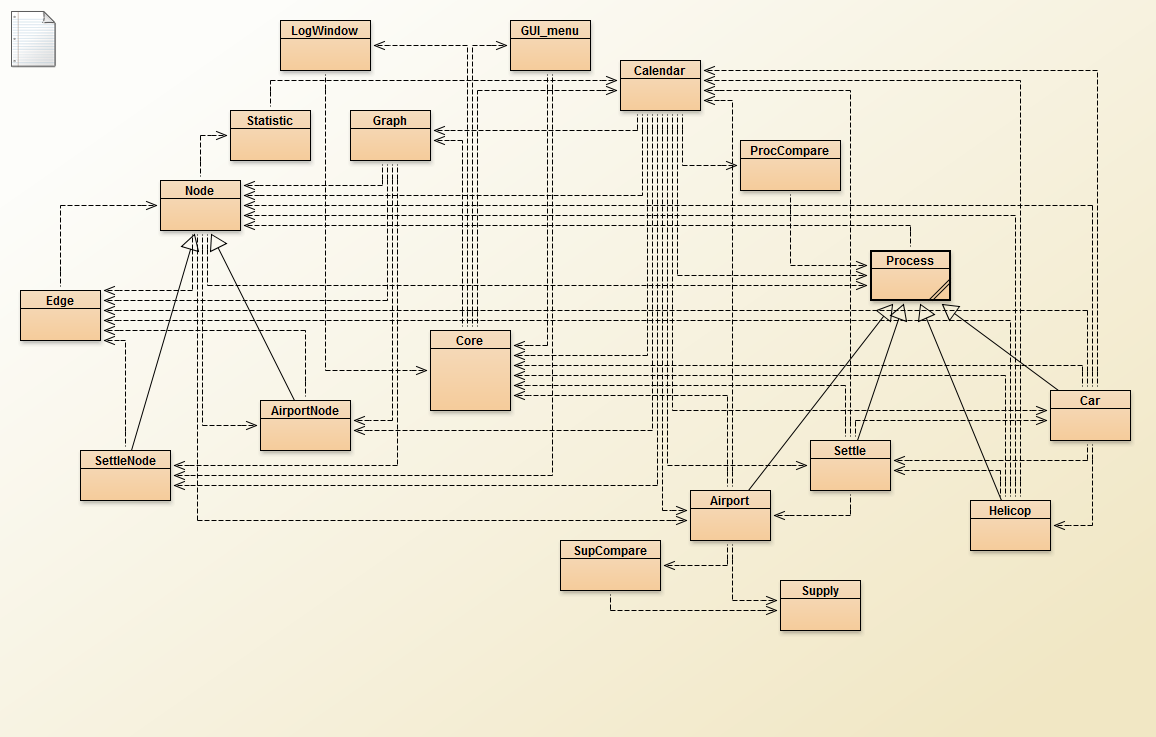 LogWindow
GUI_menu
Calendar
Statistic
Graph
ProcCompare
Node
Process
Edge
Core
Car
AirportNode
Settle
SettleNode
Airport
Helicop
SupCompare
Supply